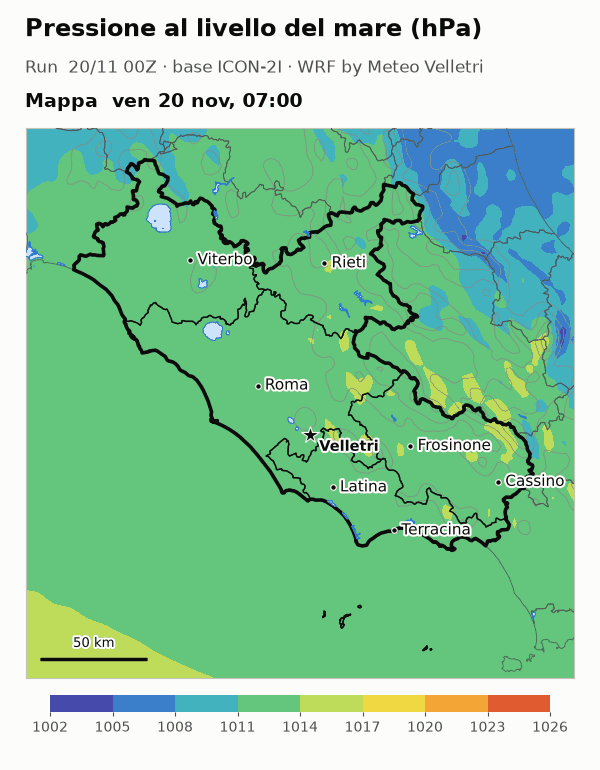 Pressione al livello del mare (hPa)
Run 20/11 00Z · base ICON-2I · WRF by Meteo Velletri
Mappa ven 20 nov, 07:00
Viterbo
Rieti
Roma
Velletri
Frosinone
Cassino
Latina
Terracina
50 km
1002 1005 1008 1011 1014 1017 1020 1023 1026